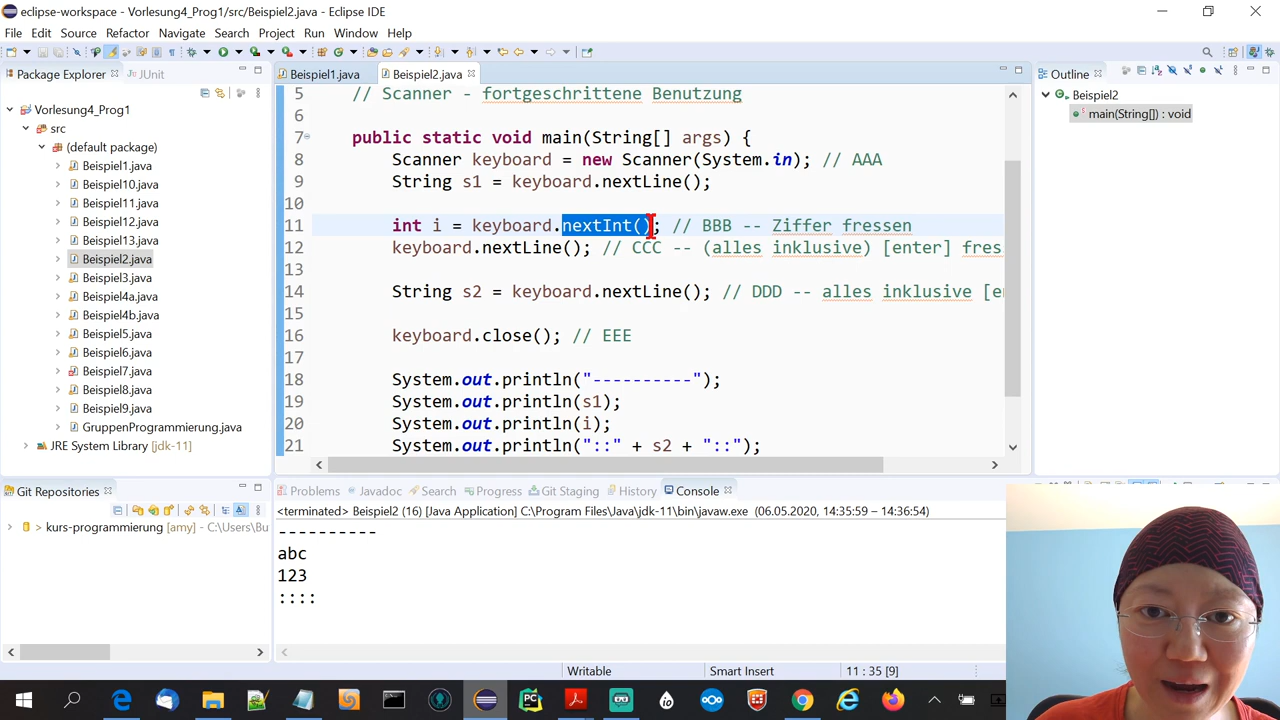 eclipse-workspace - Vorlesung4_Prog1/src/Beispiel2.java - Eclipse IDE
File Edit Source Refactor Navigate Search Project Run Window Help
Package Explorer JUnit
Beispiel1.java Beispiel2.java
Outline
Vorlesung4_Prog1
src
(default package)
Beispiel1.java
Beispiel10.java
Beispiel11.java
Beispiel12.java
Beispiel13.java
Beispiel2.java
Beispiel3.java
Beispiel4a.java
Beispiel4b.java
Beispiel5.java
Beispiel6.java
Beispiel7.java
Beispiel8.java
Beispiel9.java
GruppenProgrammierung.java
JRE System Library [jdk-11]
5 // Scanner - fortgeschrittene Benutzung
6
7 public static void main(String[] args) {
8 Scanner keyboard = new Scanner(System.in); // AAA
9 String s1 = keyboard.nextLine();
10
11 int i = keyboard.nextInt(); // BBB -- Ziffer fressen
12 keyboard.nextLine(); // CCC -- (alles inklusive) [enter] fres
13
14 String s2 = keyboard.nextLine(); // DDD -- alles inklusive [en
15
16 keyboard.close(); // EEE
17
18 System.out.println("----------");
19 System.out.println(s1);
20 System.out.println(i);
21 System.out.println("::" + s2 + "::");
Beispiel2
main(String[]) : void
Git Repositories
kurs-programmierung [amy] - C:\Users\Bu
Problems Javadoc Search Progress Git Staging History Console
<terminated> Beispiel2 (16) [Java Application] C:\Program Files\Java\jdk-11\bin\javaw.exe (06.05.2020, 14:35:59 – 14:36:54)
----------
abc
123
::::
Writable Smart Insert 11 : 35 [9]